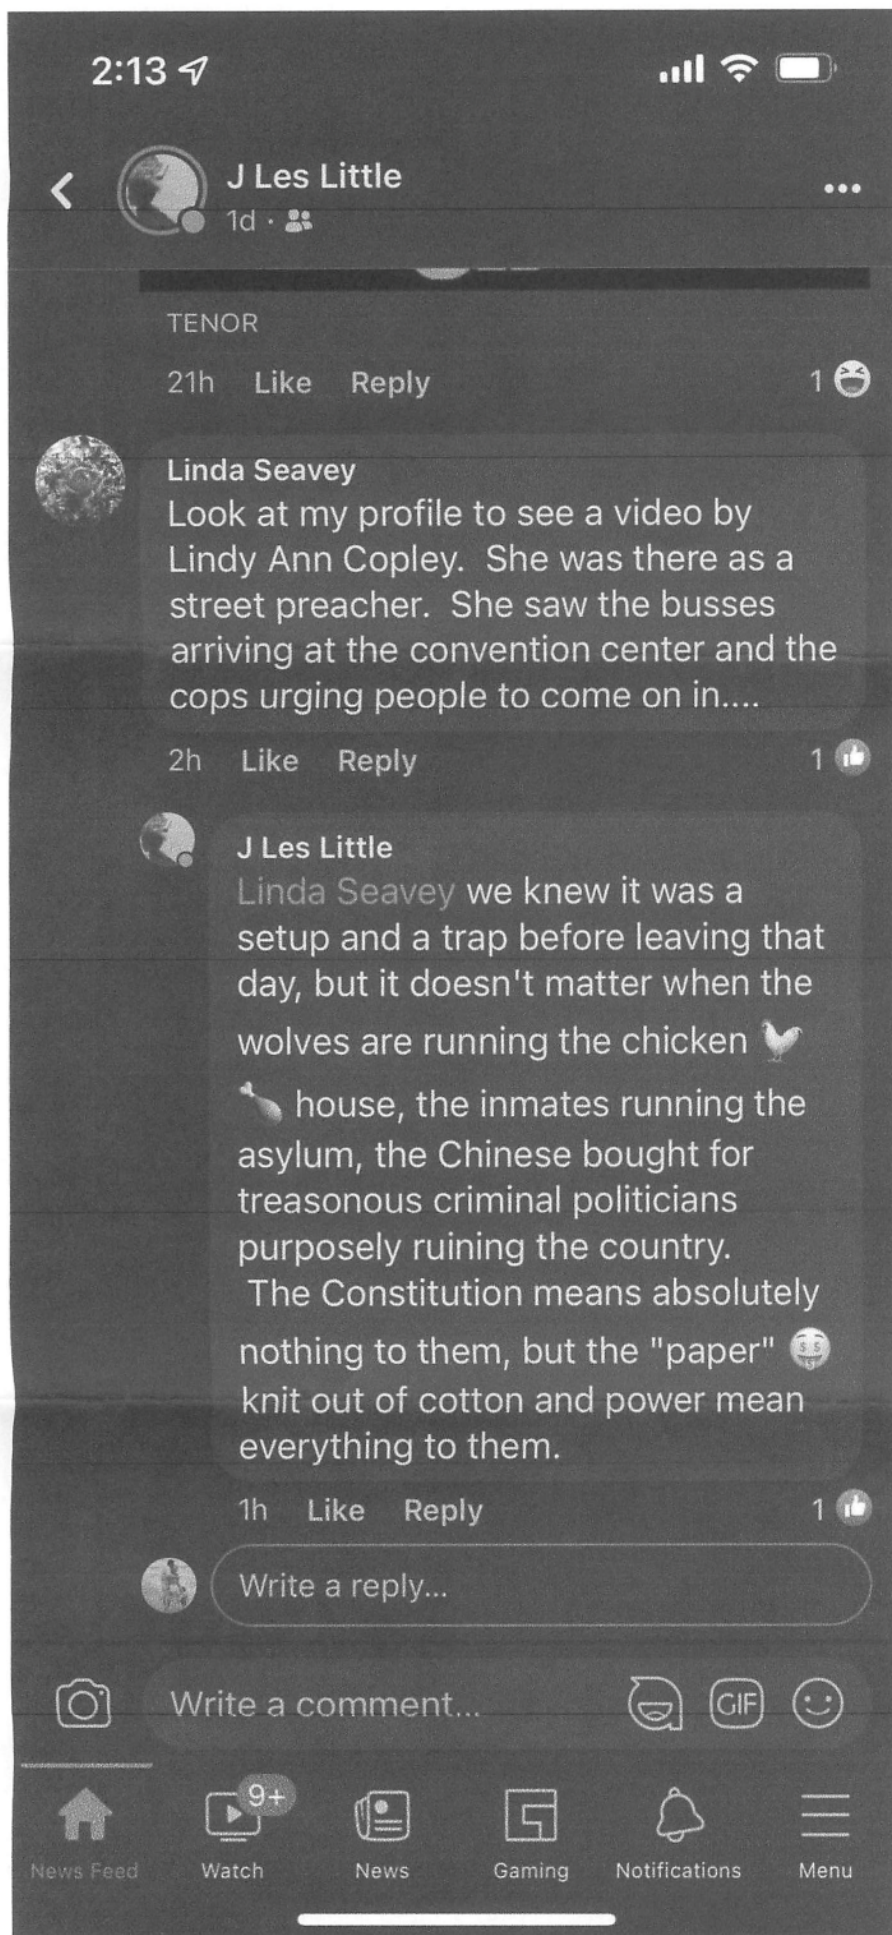 2:13
J Les Little
1d ·
TENOR
21h Like Reply 1
Linda Seavey
Look at my profile to see a video by
Lindy Ann Copley. She was there as a
street preacher. She saw the busses
arriving at the convention center and the
cops urging people to come on in....
2h Like Reply 1
J Les Little
Linda Seavey we knew it was a
setup and a trap before leaving that
day, but it doesn't matter when the
wolves are running the chicken 🐓
🍗 house, the inmates running the
asylum, the Chinese bought for
treasonous criminal politicians
purposely ruining the country.
The Constitution means absolutely
nothing to them, but the "paper" 🤑
knit out of cotton and power mean
everything to them.
1h Like Reply 1
Write a reply...
Write a comment... GIF
9+
News Feed Watch News Gaming Notifications Menu